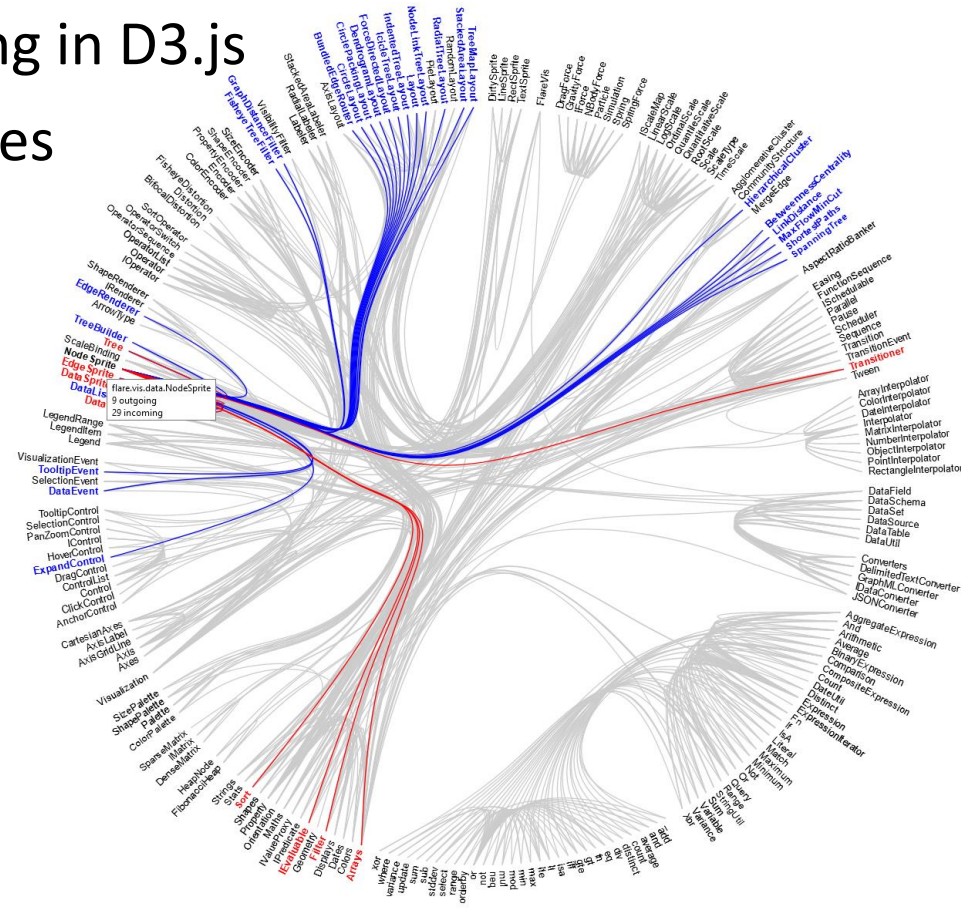 ng in D3.js
es
TreeMapLayout
StackedAreaLayout
RandomLayout
RadialTreeLayout
PieLayout
NodeLinkTreeLayout
Layout
IndentedTreeLayout
IcicleTreeLayout
ForceDirectedLayout
DendrogramLayout
CirclePackingLayout
CircleLayout
BundledEdgeRouter
AxisLayout
StackedAreaLabeler
RadialLabeler
Labeler
VisibilityFilter
GraphDistanceFilter
FisheyeTreeFilter
SizeEncoder
ShapeEncoder
PropertyEncoder
Encoder
ColorEncoder
FisheyeDistortion
Distortion
BifocalDistortion
SortOperator
OperatorSwitch
OperatorSequence
OperatorList
Operator
IOperator
ShapeRenderer
IRenderer
EdgeRenderer
ArrowType
TreeBuilder
Tree
ScaleBinding
NodeSprite
EdgeSprite
DataSprite
DataLis
Data
flare.vis.data.NodeSprite
9 outgoing
29 incoming
LegendRange
LegendItem
Legend
VisualizationEvent
TooltipEvent
SelectionEvent
DataEvent
TooltipControl
SelectionControl
PanZoomControl
IControl
HoverControl
ExpandControl
DragControl
ControlList
Control
ClickControl
AnchorControl
CartesianAxes
AxisLabel
AxisGridLine
Axis
Axes
Visualization
SizePalette
ShapePalette
Palette
ColorPalette
SparseMatrix
IMatrix
DenseMatrix
HeapNode
FibonacciHeap
Strings
Stats
Sort
Shapes
Property
Orientation
Maths
IValueProxy
IPredicate
IEvaluable
Geometry
Filter
Displays
Dates
Colors
Arrays
xor
where
variance
update
sum
sub
stddev
select
range
orderby
or
not
neq
mul
mod
min
max
lte
lt
isa
iff
gte
gt
fn
eq
div
distinct
count
average
and
add
Xor
Variance
Variable
Sum
StringUtil
Range
Query
Or
Not
Minimum
Maximum
Match
Literal
IsA
If
Fn
ExpressionIterator
Expression
Distinct
DateUtil
Count
CompositeExpression
Comparison
BinaryExpression
Average
Arithmetic
And
AggregateExpression
JSONConverter
IDataConverter
GraphMLConverter
DelimitedTextConverter
Converters
DataUtil
DataTable
DataSource
DataSet
DataSchema
DataField
RectangleInterpolator
PointInterpolator
ObjectInterpolator
NumberInterpolator
MatrixInterpolator
Interpolator
DateInterpolator
ColorInterpolator
ArrayInterpolator
Tween
Transitioner
TransitionEvent
Transition
Sequence
Scheduler
Pause
Parallel
ISchedulable
FunctionSequence
Easing
AspectRatioBanker
SpanningTree
ShortestPaths
MaxFlowMinCut
LinkDistance
BetweennessCentrality
MergeEdge
HierarchicalCluster
CommunityStructure
AgglomerativeCluster
TimeScale
ScaleType
Scale
RootScale
QuantitativeScale
QuantileScale
OrdinalScale
LogScale
LinearScale
IScaleMap
SpringForce
Spring
Simulation
Particle
NBodyForce
IForce
GravityForce
DragForce
FlareVis
TextSprite
RectSprite
LineSprite
DirtySprite